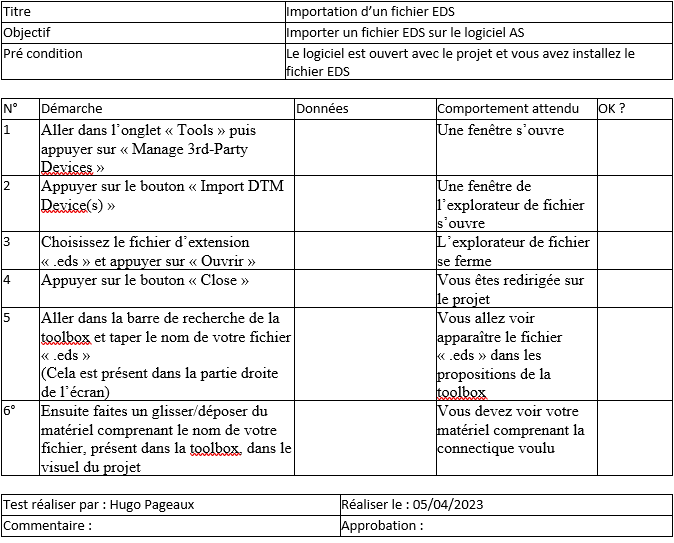 Titre Importation d'un fichier EDS
Objectif Importer un fichier EDS sur le logiciel AS
Pré condition Le logiciel est ouvert avec le projet et vous avez installez le
fichier EDS
N° Démarche Données Comportement attendu OK ?
1 Aller dans l'onglet « Tools » puis Une fenêtre s'ouvre
appuyer sur « Manage 3rd-Party
Devices »
2 Appuyer sur le bouton « Import DTM Une fenêtre de
Device(s) » l'explorateur de fichier
s'ouvre
3 Choisissez le fichier d'extension L'explorateur de fichier
« .eds » et appuyer sur « Ouvrir » se ferme
4 Appuyer sur le bouton « Close » Vous êtes redirigée sur
le projet
5 Aller dans la barre de recherche de la Vous allez voir
toolbox et taper le nom de votre fichier apparaître le fichier
« .eds » « .eds » dans les
(Cela est présent dans la partie droite propositions de la
de l'écran) toolbox
6° Ensuite faites un glisser/déposer du Vous devez voir votre
matériel comprenant le nom de votre matériel comprenant la
fichier, présent dans la toolbox, dans le connectique voulu
visuel du projet
Test réaliser par : Hugo Pageaux Réaliser le : 05/04/2023
Commentaire : Approbation :